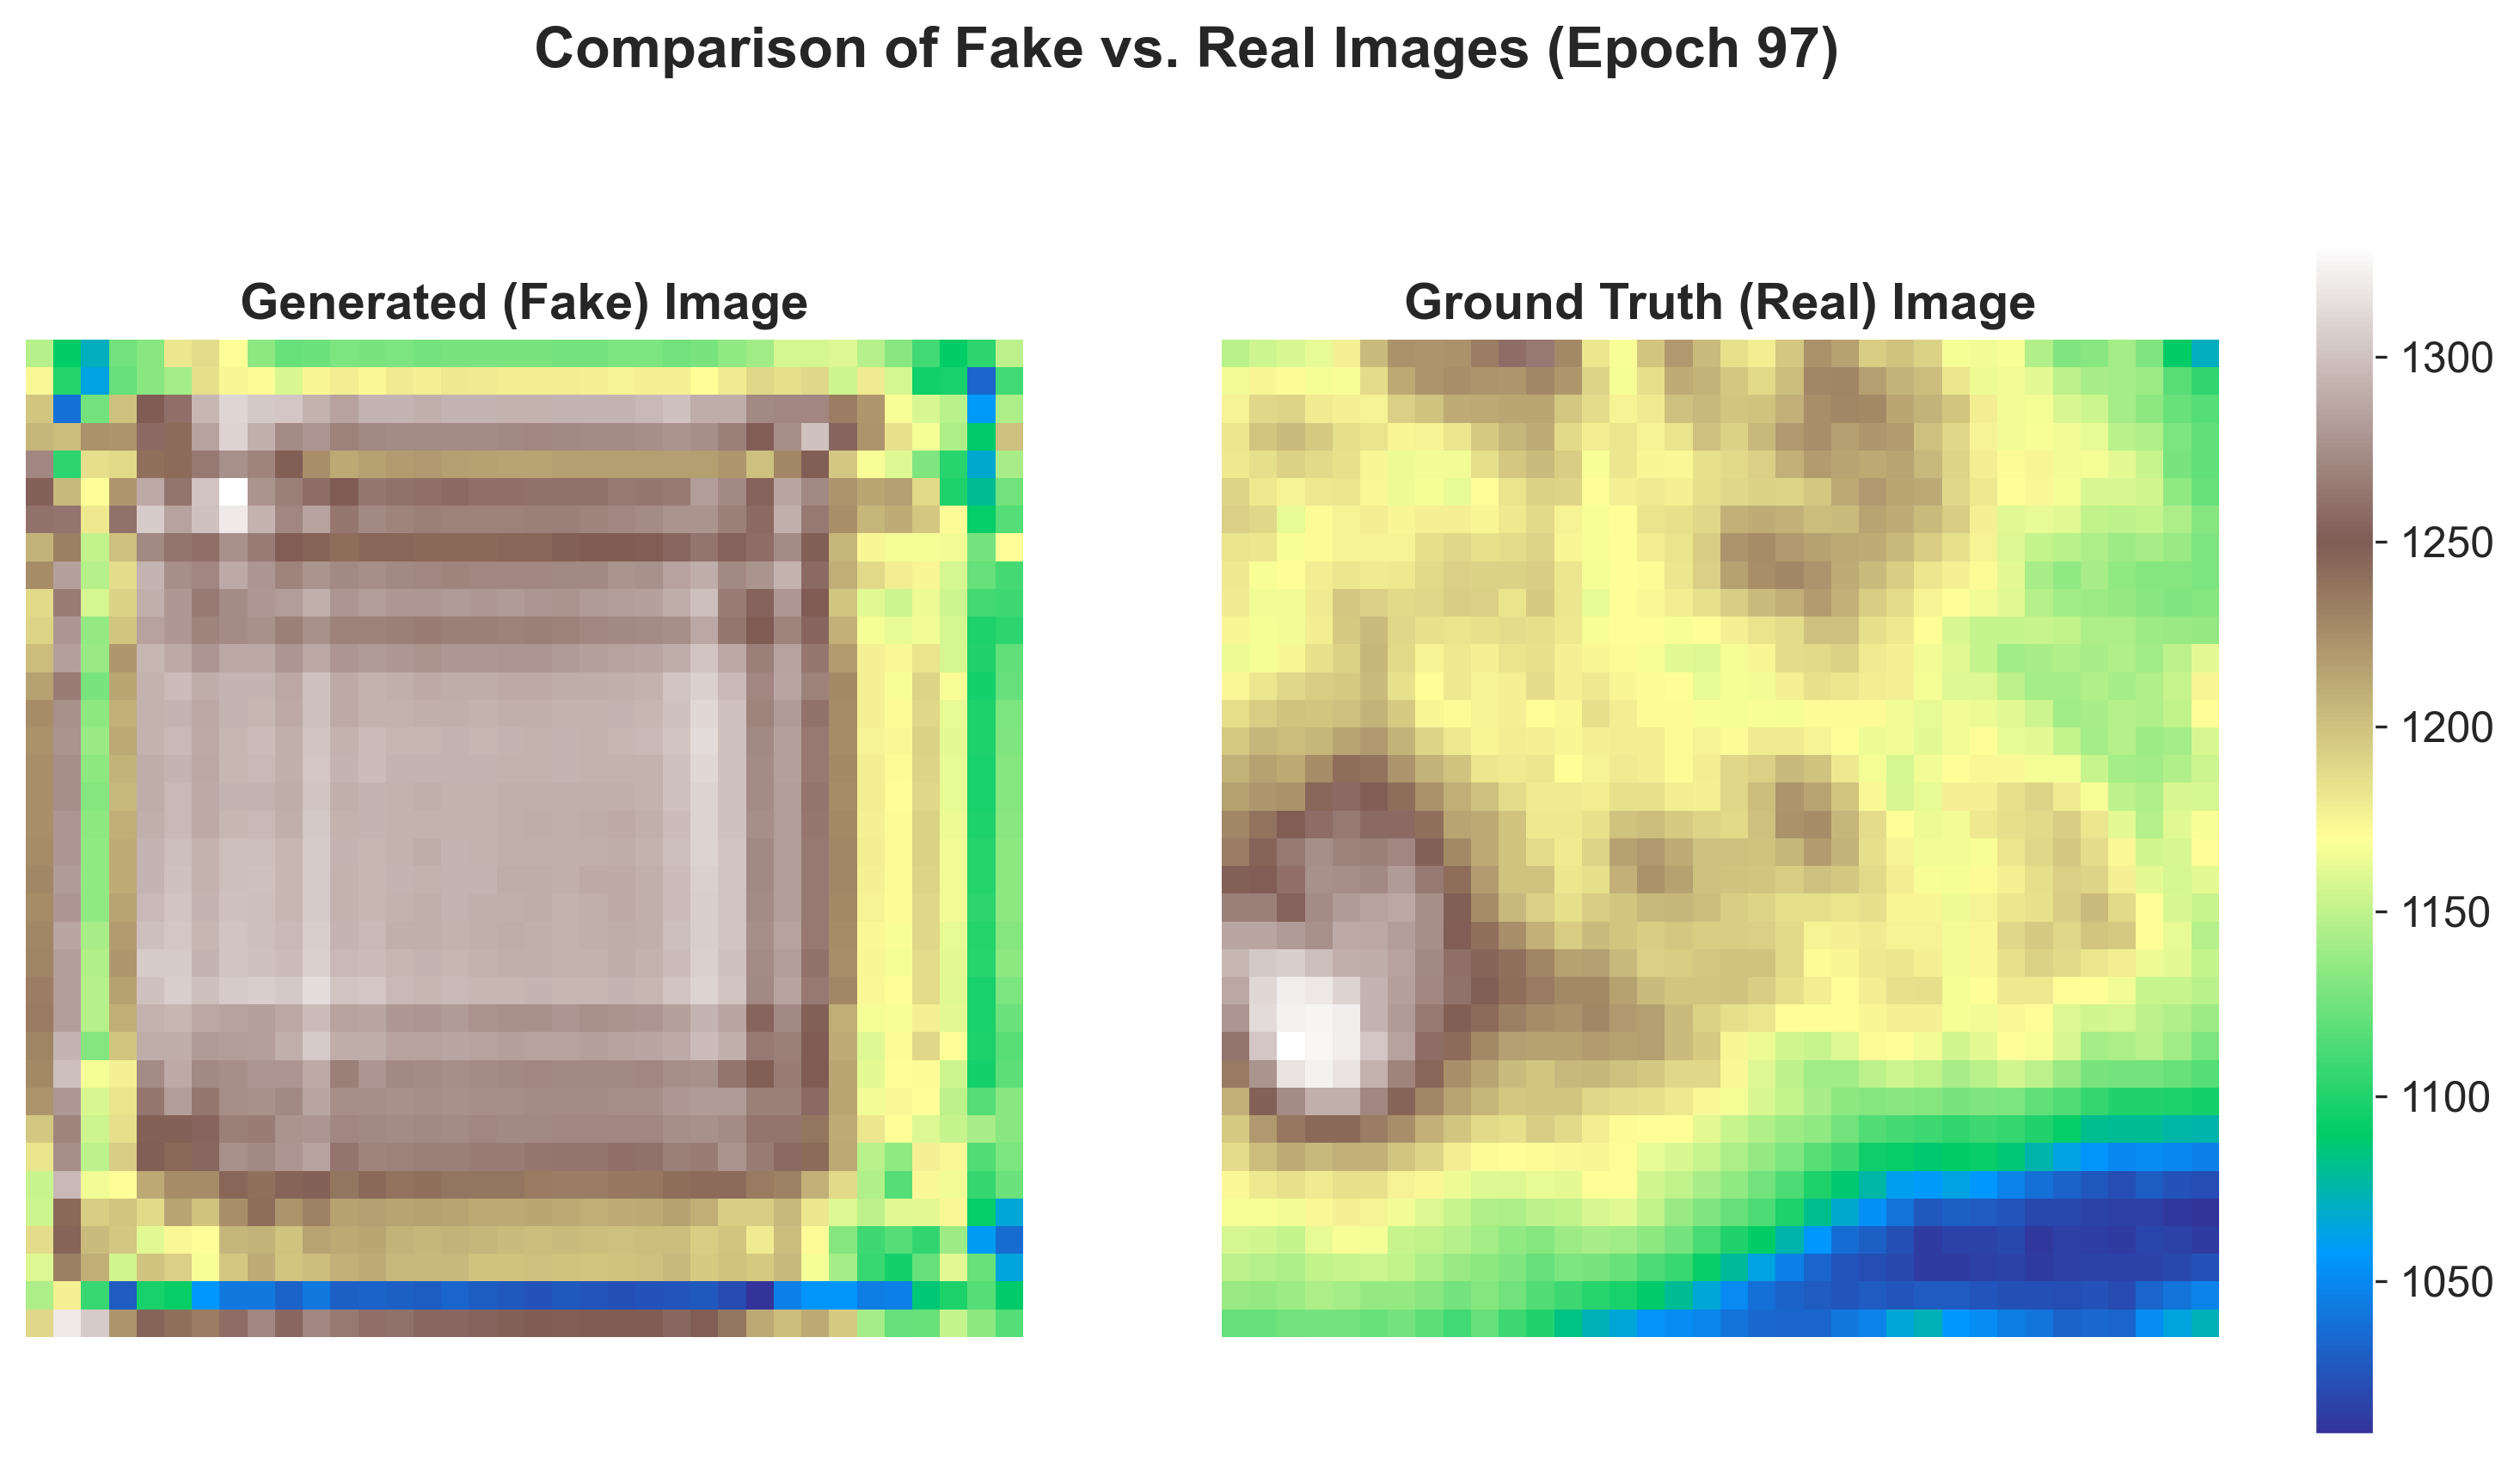 Comparison of Fake vs. Real Images (Epoch 97)
Generated (Fake) Image
Ground Truth (Real) Image
1300
1250
1200
1150
1100
1050